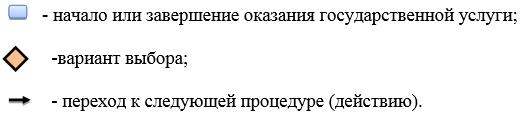 - начало или завершение оказания государственной услуги;
-вариант выбора;
- переход к следующей процедуре (действию).